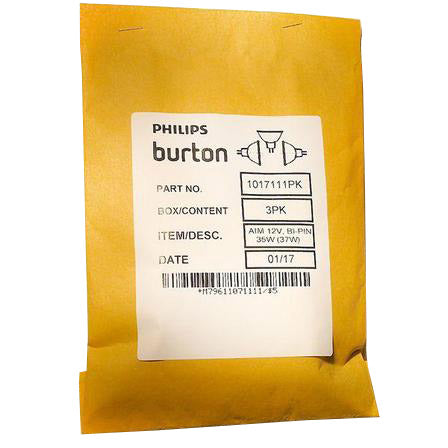 PHILIPS
burton
PART NO. 1017111PK
BOX/CONTENT 3PK
ITEM/DESC. AIM 12V, BI-PIN
35W (37W)
DATE 01/17
*M79611071111/$5